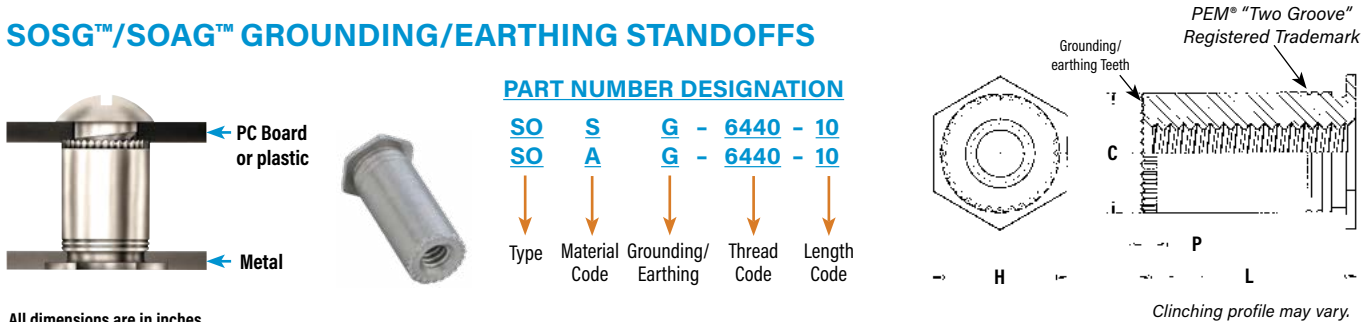 SOSG™/SOAG™ GROUNDING/EARTHING STANDOFFS
PC Board
or plastic
Metal
All dimensions are in inches
PART NUMBER DESIGNATION
SO S G - 6440 - 10
SO A G - 6440 - 10
Type Material Code Grounding/ Earthing Thread Code Length Code
PEM® “Two Groove”
Registered Trademark
Grounding/
earthing Teeth
C
P
H
L
Clinching profile may vary.